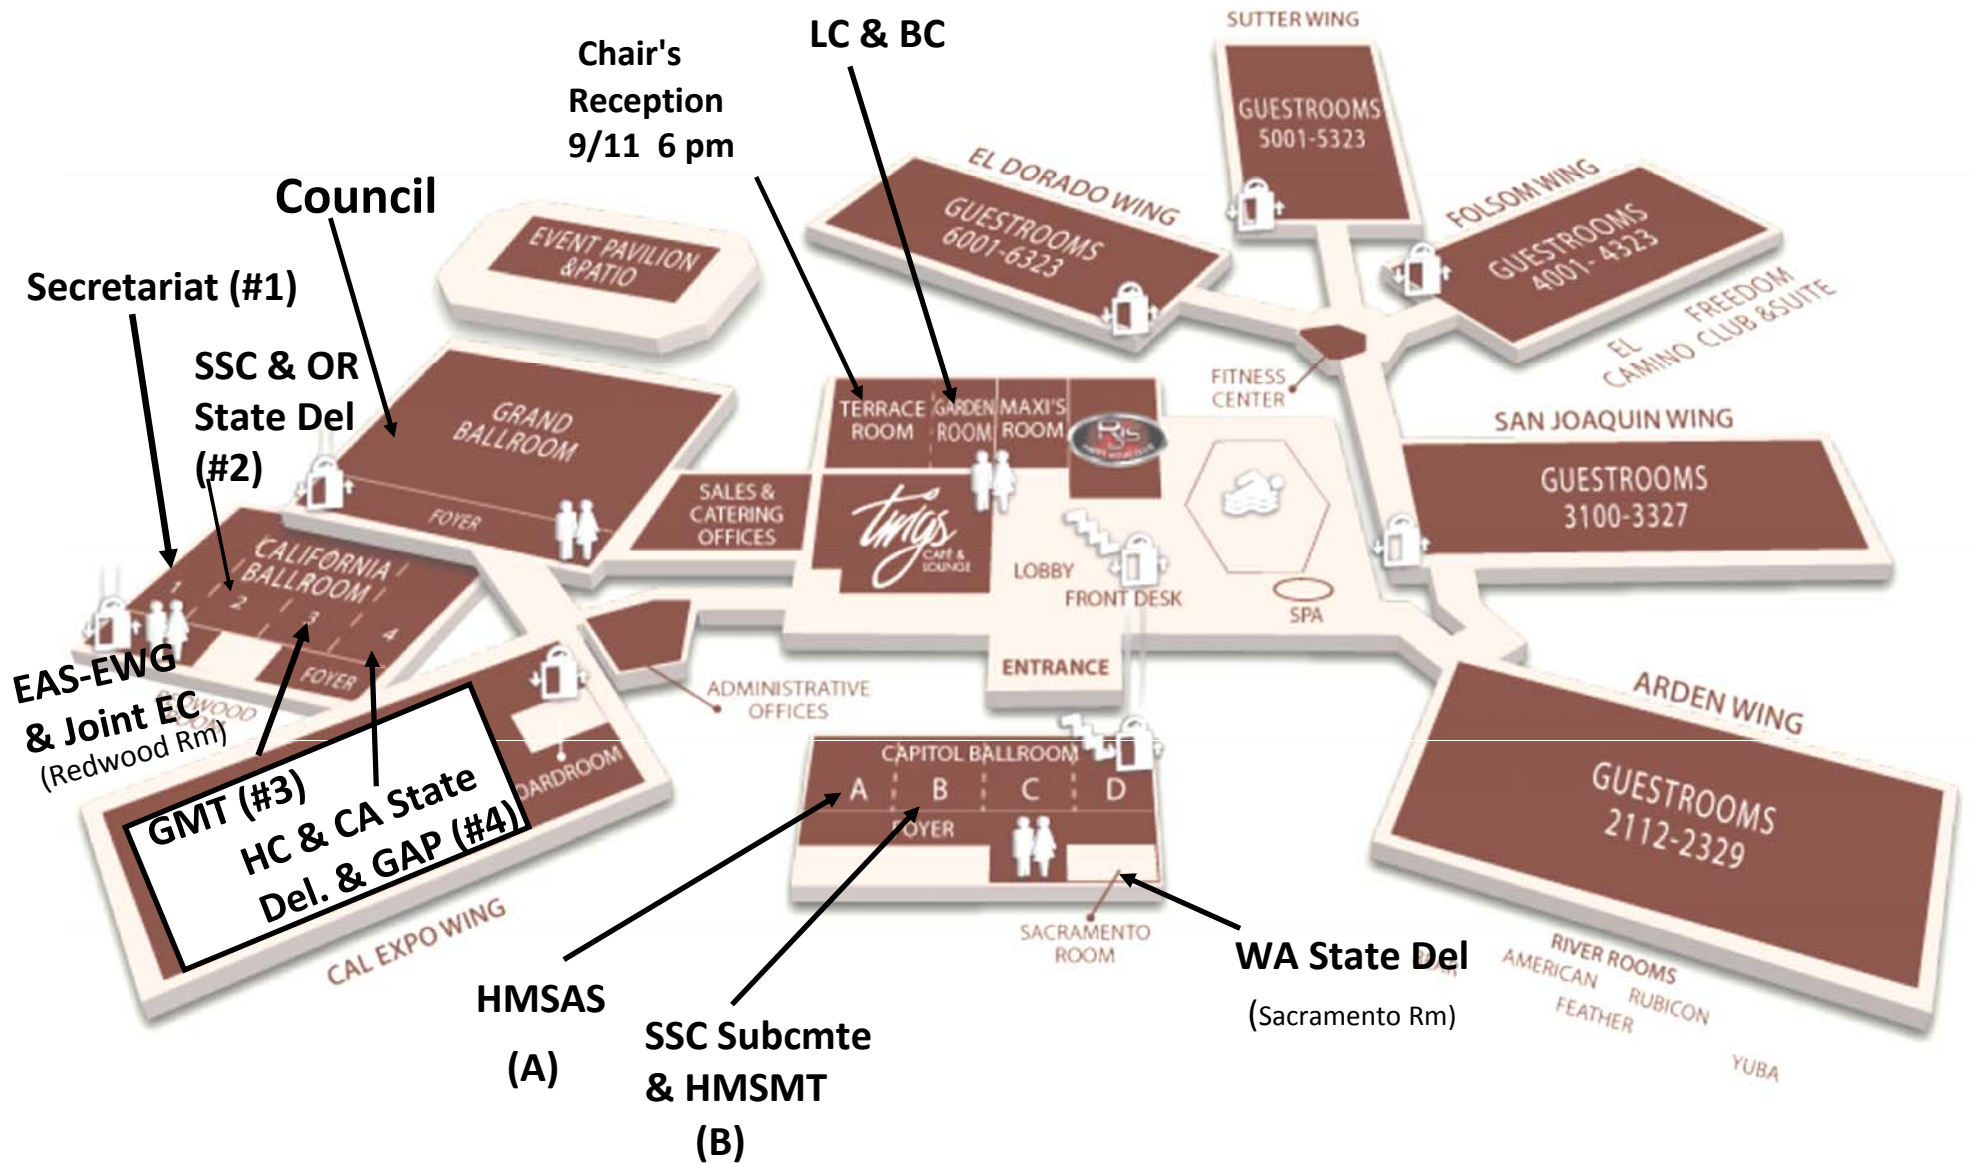 SUTTER WING
LC & BC
Chair's
Reception
9/11 6 pm
GUESTROOMS
5001-5323
EL DORADO WING
GUESTROOMS
6001-6323
FOLSOM WING
GUESTROOMS
4001- 4323
FREEDOM
EL
CAMINO CLUB &SUITE
Council
EVENT PAVILION
&PATIO
Secretariat (#1)
SSC & OR
State Del
(#2)
GRAND
BALLROOM
FOYER
SALES &
CATERING
OFFICES
TERRACE
ROOM
GARDEN
ROOM
MAXI'S
ROOM
twigs
CAFÉ &
LOUNGE
FITNESS
CENTER
SAN JOAQUIN WING
GUESTROOMS
3100-3327
CALIFORNIA
BALLROOM
1
2
3
4
FOYER
LOBBY
FRONT DESK
SPA
ENTRANCE
ADMINISTRATIVE
OFFICES
EAS-EWG
& Joint EC
(Redwood Rm)
GMT (#3)
HC & CA State
Del. & GAP (#4)
CAL EXPO WING
CAPITOL BALLROOM
A
B
C
D
FOYER
SACRAMENTO
ROOM
ARDEN WING
GUESTROOMS
2112-2329
HMSAS
(A)
SSC Subcmte
& HMSMT
(B)
WA State Del
(Sacramento Rm)
RIVER ROOMS
AMERICAN
RUBICON
FEATHER
YUBA